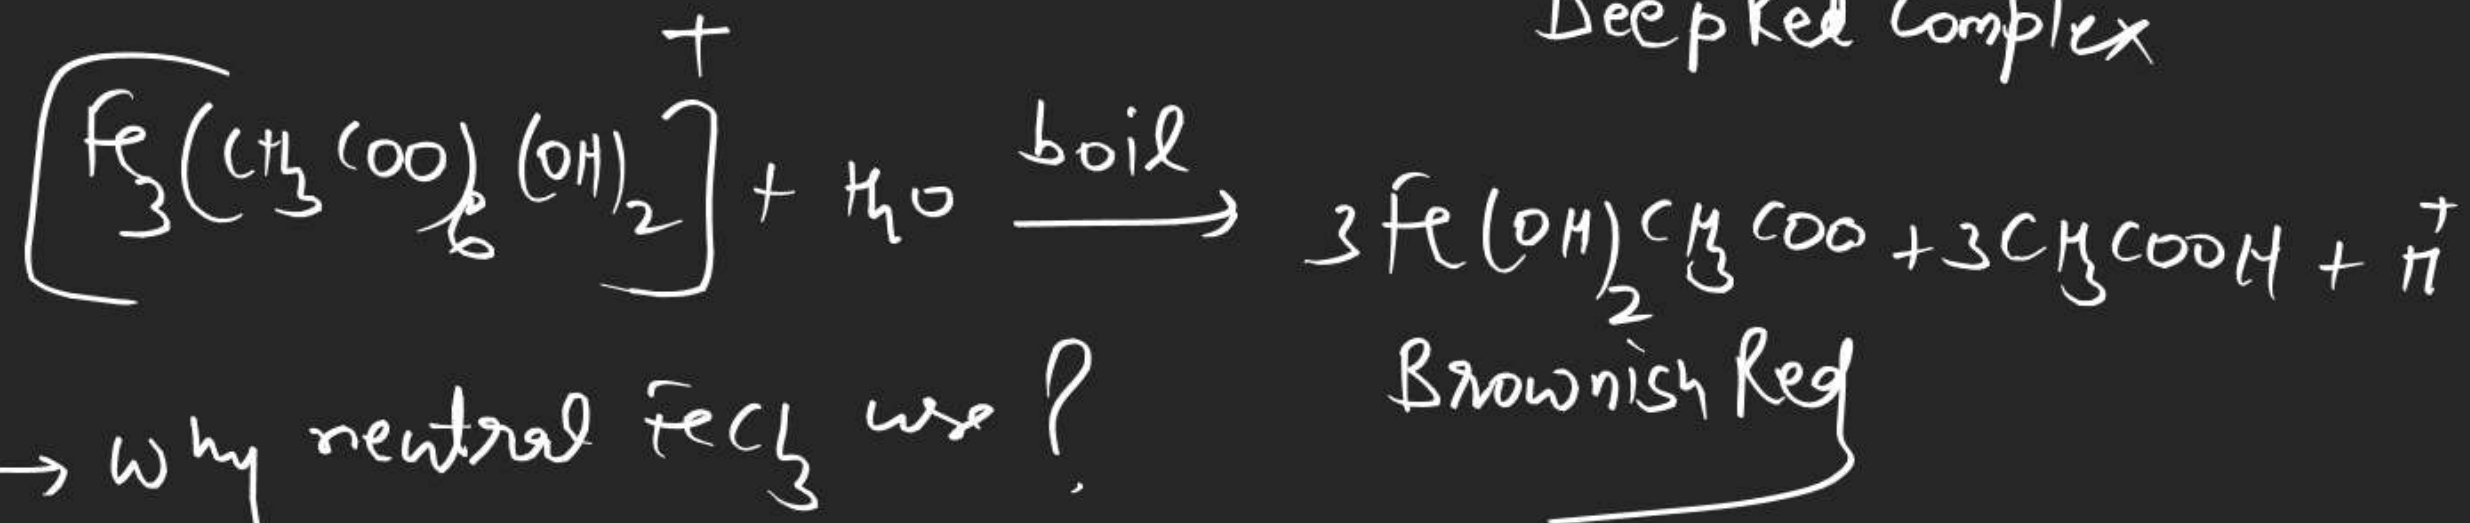 Deep Red Complex
[Fe₃(CH₃COO)₆(OH)₂]⁺ + H₂O boil → 3Fe(OH)₂CH₃COO + 3CH₃COOH + H⁺
Brownish Red
→ Why neutral FeCl₃ use ?